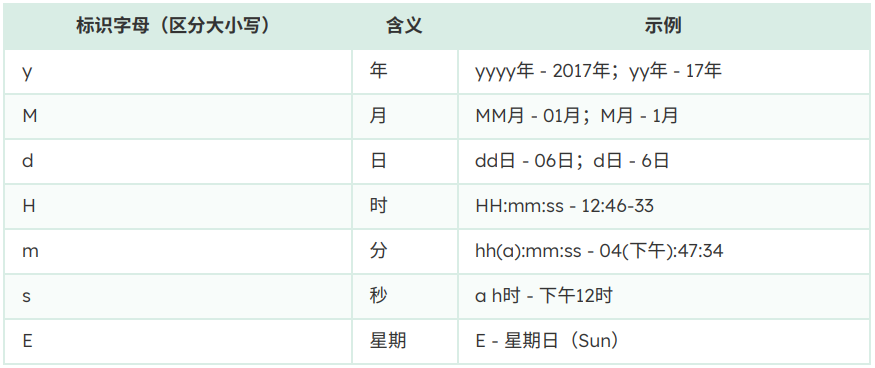 标识字母（区分大小写） 含义 示例
y 年 yyyy年 - 2017年；yy年 - 17年
M 月 MM月 - 01月；M月 - 1月
d 日 dd日 - 06日；d日 - 6日
H 时 HH:mm:ss - 12:46-33
m 分 hh(a):mm:ss - 04(下午):47:34
s 秒 a h时 - 下午12时
E 星期 E - 星期日（Sun）